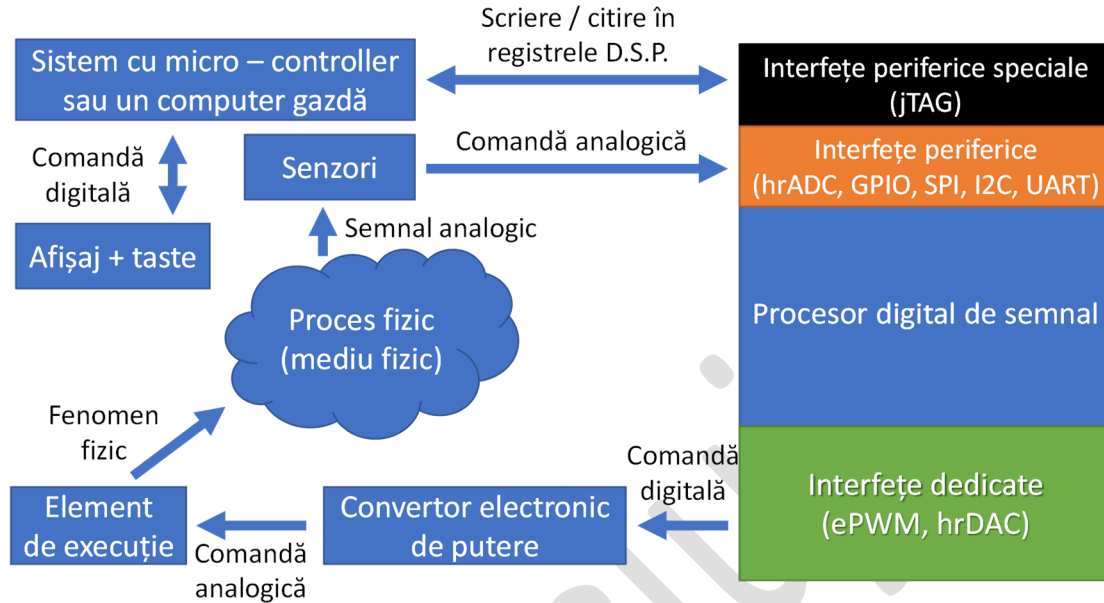 Scriere / citire în
registrele D.S.P.
Sistem cu micro – controller
sau un computer gazdă
Interfețe periferice speciale
(jTAG)
Comandă
digitală
Senzori
Comandă analogică
Interfețe periferice
(hrADC, GPIO, SPI, I2C, UART)
Afișaj + taste
Semnal analogic
Proces fizic
(mediu fizic)
Procesor digital de semnal
Fenomen
fizic
Element
de execuție
Comandă
analogică
Convertor electronic
de putere
Comandă
digitală
Interfețe dedicate
(ePWM, hrDAC)